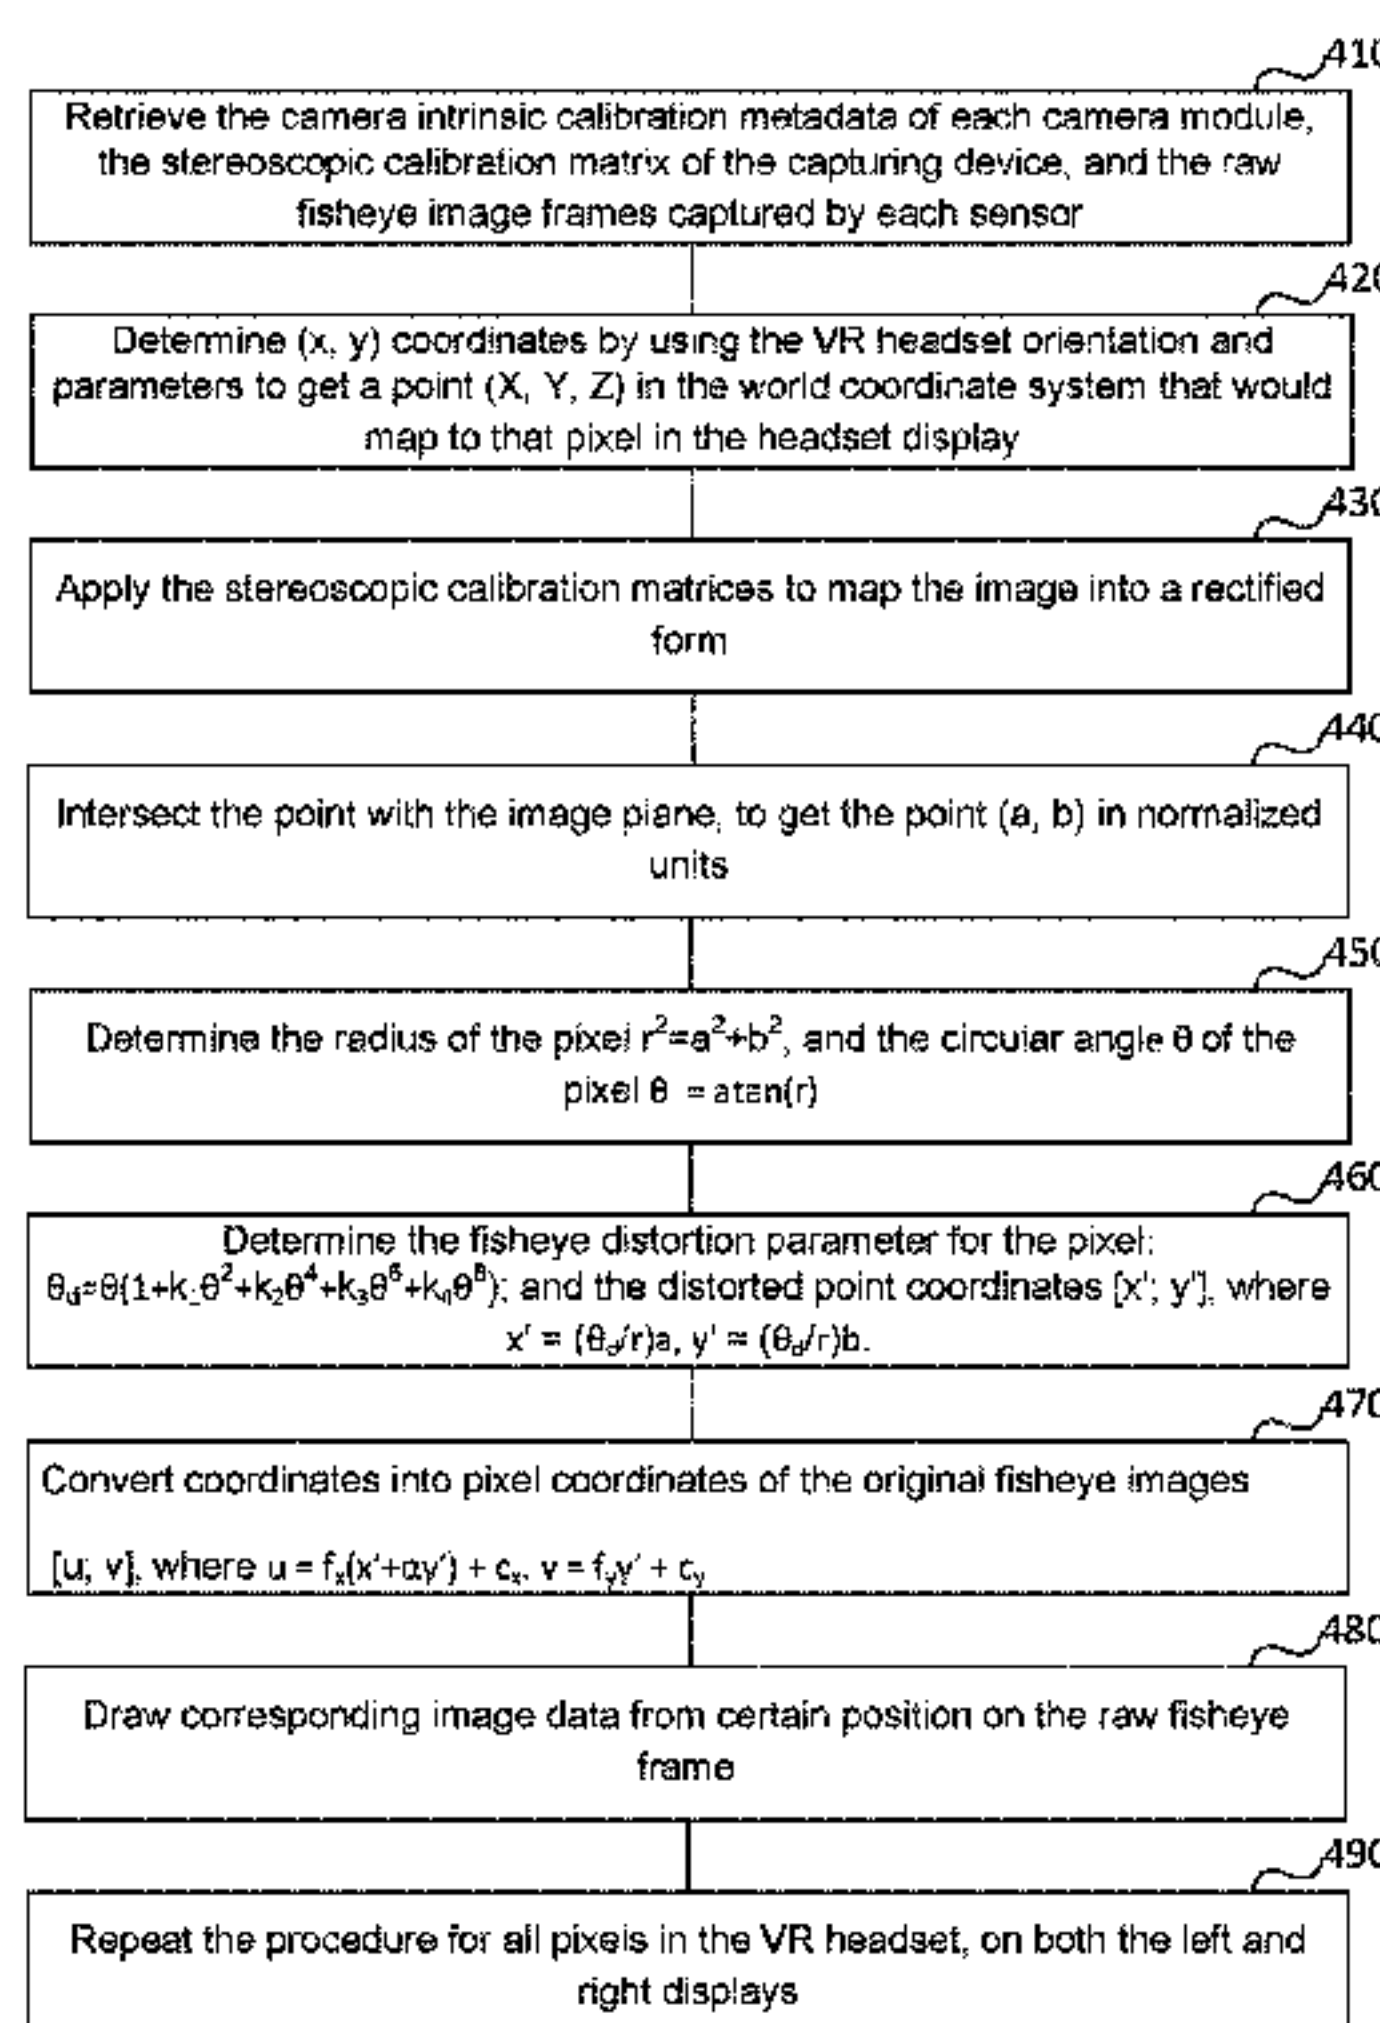 410
Retrieve the camera intrinsic calibration metadata of each camera module,
the stereoscopic calibration matrix of the capturing device, and the raw
fisheye image frames captured by each sensor
420
Determine (x, y) coordinates by using the VR headset orientation and
parameters to get a point (X, Y, Z) in the world coordinate system that would
map to that pixel in the headset display
430
Apply the stereoscopic calibration matrices to map the image into a rectified
form
440
Intersect the point with the image plane, to get the point (a, b) in normalized
units
450
Determine the radius of the pixel r²=a²+b², and the circular angle θ of the
pixel θ = atan(r)
460
Determine the fisheye distortion parameter for the pixel:
θd=θ(1+k₁θ²+k₂θ⁴+k₃θ⁶+k₄θ⁸); and the distorted point coordinates [x'; y'], where
x' = (θd/r)a, y' = (θd/r)b.
470
Convert coordinates into pixel coordinates of the original fisheye images
[u; v], where u = fₓ(x'+αy') + cₓ, v = fyy' + cy
480
Draw corresponding image data from certain position on the raw fisheye
frame
490
Repeat the procedure for all pixels in the VR headset, on both the left and
right displays